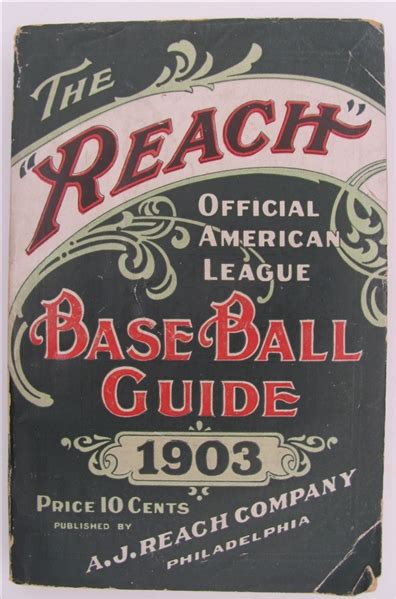 THE
"REACH"
OFFICIAL
AMERICAN
LEAGUE
BASE BALL
GUIDE
1903
PRICE 10 CENTS
PUBLISHED BY
A.J. REACH COMPANY
PHILADELPHIA